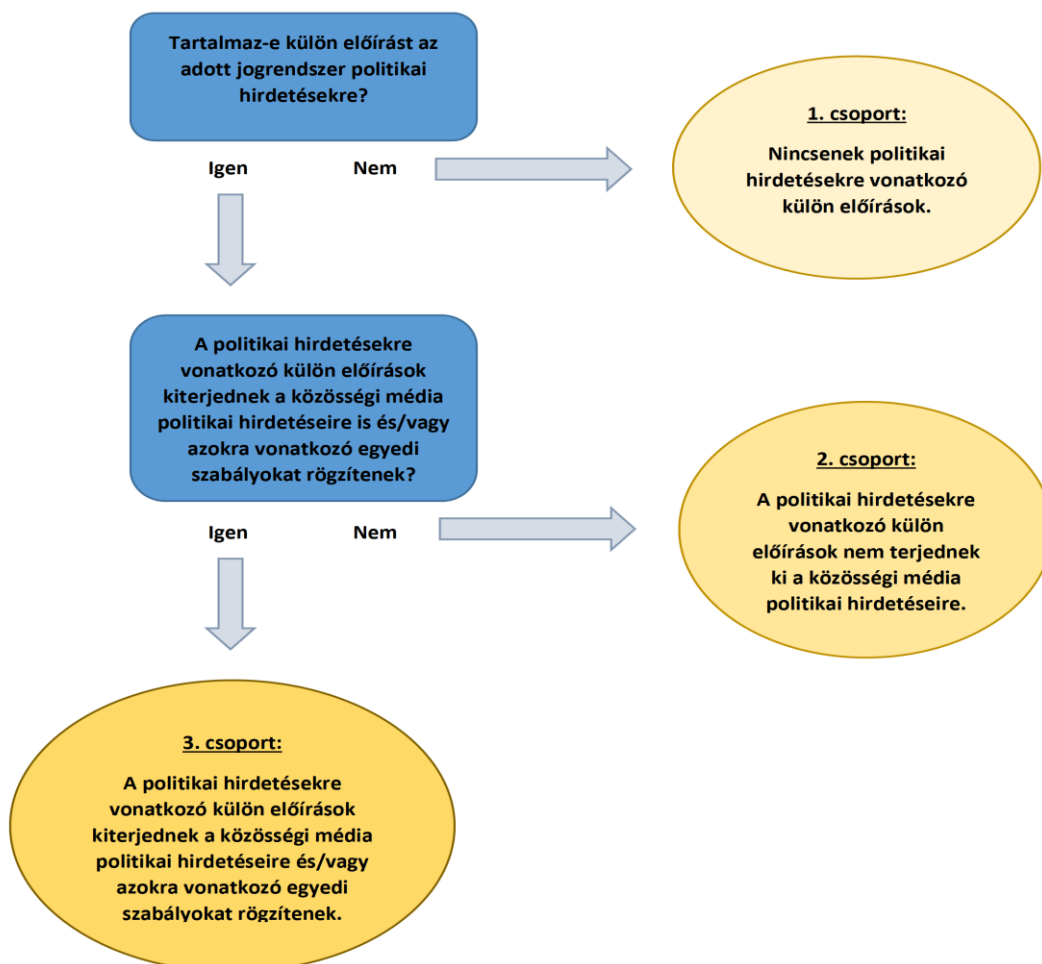 Tartalmaz-e külön előírást az
adott jogrendszer politikai
hirdetésekre?
Igen Nem
1. csoport:
Nincsenek politikai
hirdetésekre vonatkozó
külön előírások.
A politikai hirdetésekre
vonatkozó külön előírások
kiterjednek a közösségi média
politikai hirdetéseire is és/vagy
azokra vonatkozó egyedi
szabályokat rögzítenek?
Igen Nem
2. csoport:
A politikai hirdetésekre
vonatkozó külön
előírások nem terjednek
ki a közösségi média
politikai hirdetéseire.
3. csoport:
A politikai hirdetésekre
vonatkozó külön előírások
kiterjednek a közösségi média
politikai hirdetéseire és/vagy
azokra vonatkozó egyedi
szabályokat rögzítenek.